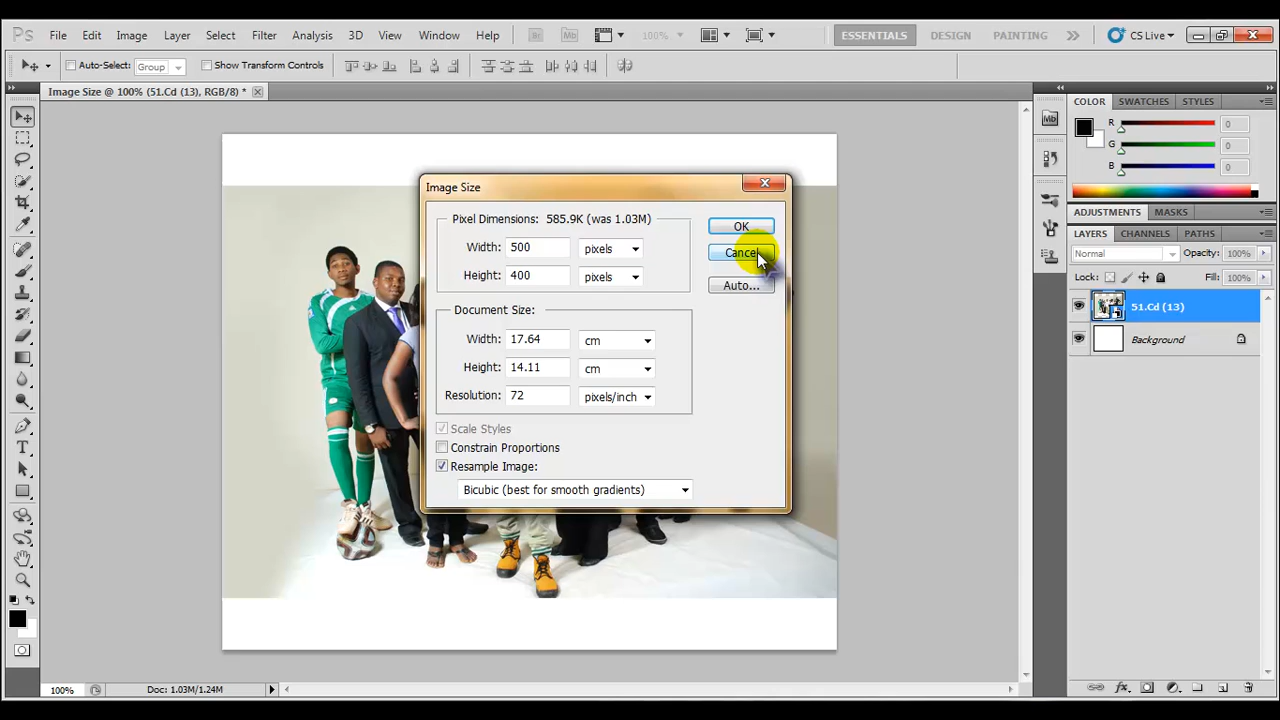 Ps File Edit Image Layer Select Filter Analysis 3D View Window Help Br Mb 100% ESSENTIALS DESIGN PAINTING CS Live
Auto-Select: Group Show Transform Controls
Image Size @ 100% (51.Cd (13), RGB/8) *
COLOR SWATCHES STYLES
Mb
R 0
G 0
B 0
Image Size
Pixel Dimensions: 585.9K (was 1.03M)
Width: 500 pixels
Height: 400 pixels
Document Size:
Width: 17.64 cm
Height: 14.11 cm
Resolution: 72 pixels/inch
Scale Styles
Constrain Proportions
Resample Image:
Bicubic (best for smooth gradients)
OK
Cancel
Auto...
ADJUSTMENTS MASKS
LAYERS CHANNELS PATHS
Normal Opacity: 100%
Lock: Fill: 100%
51.Cd (13)
Background
100% Doc: 1.03M/1.24M